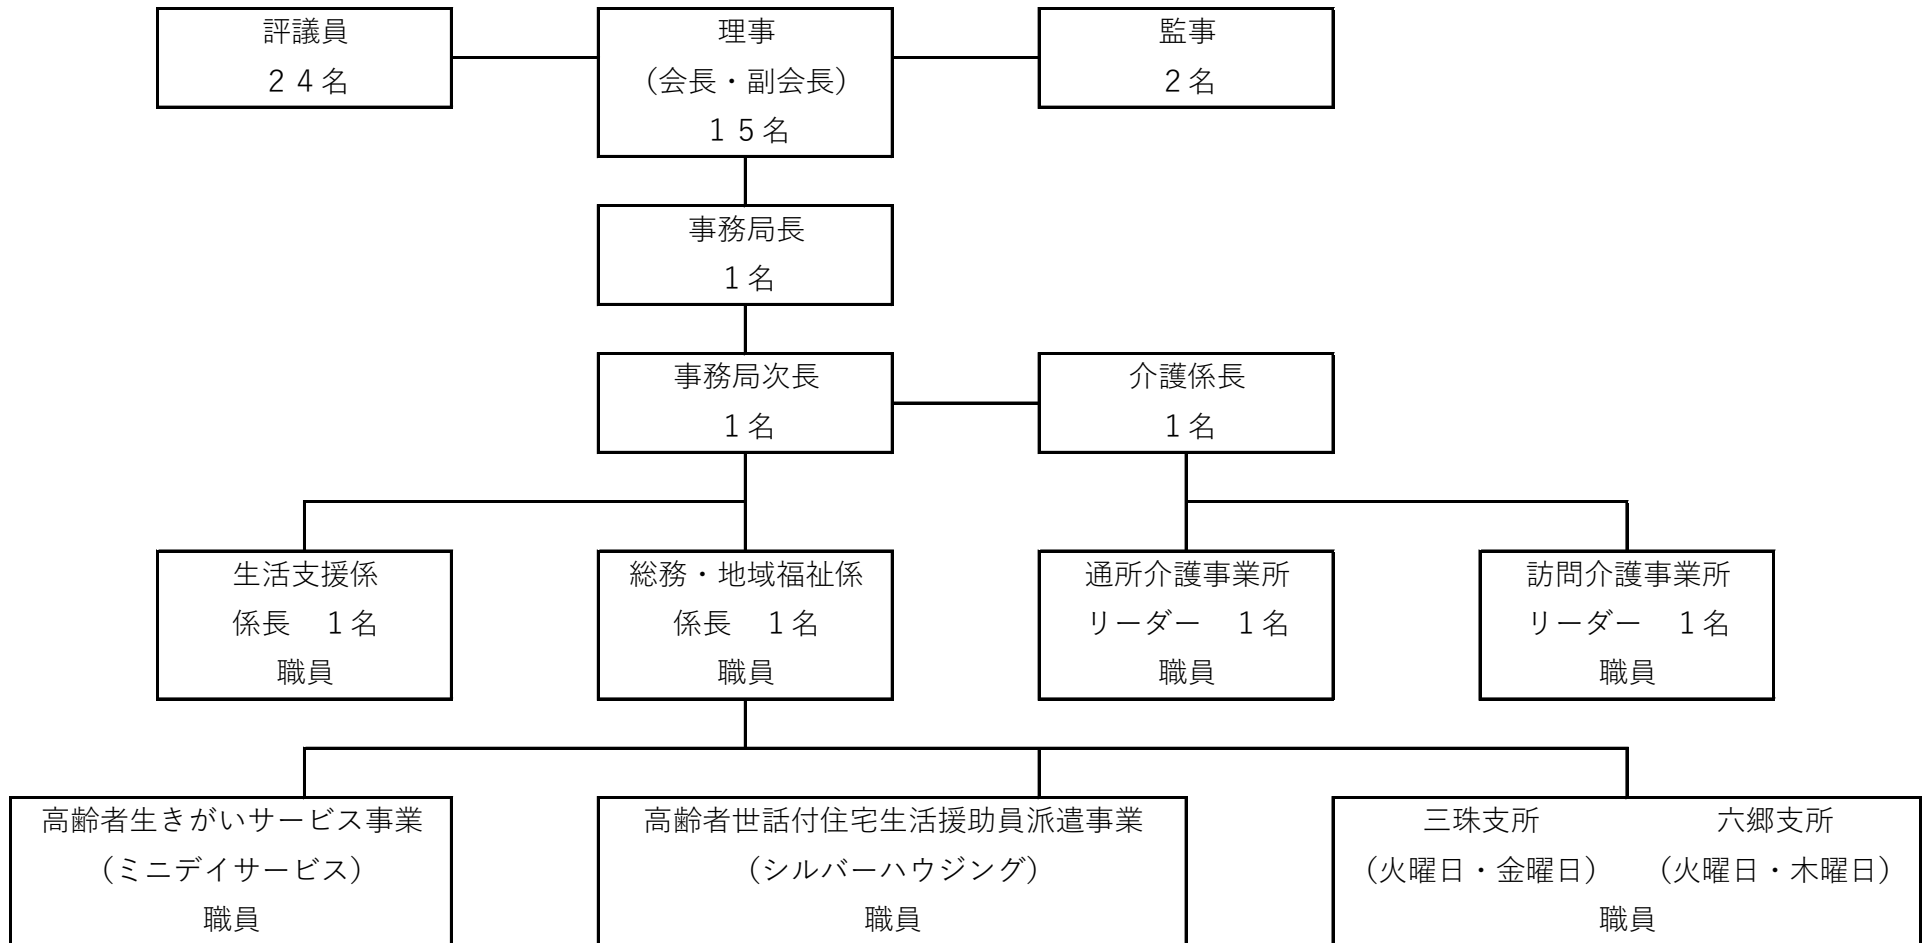 評議員
２４名
理事
（会長・副会長）
１５名
監事
２名
事務局長
１名
事務局次長
１名
介護係長
１名
生活支援係
係長　１名
職員
総務・地域福祉係
係長　１名
職員
通所介護事業所
リーダー　１名
職員
訪問介護事業所
リーダー　１名
職員
高齢者生きがいサービス事業
（ミニデイサービス）
職員
高齢者世話付住宅生活援助員派遣事業
（シルバーハウジング）
職員
三珠支所　六郷支所
（火曜日・金曜日）　（火曜日・木曜日）
職員